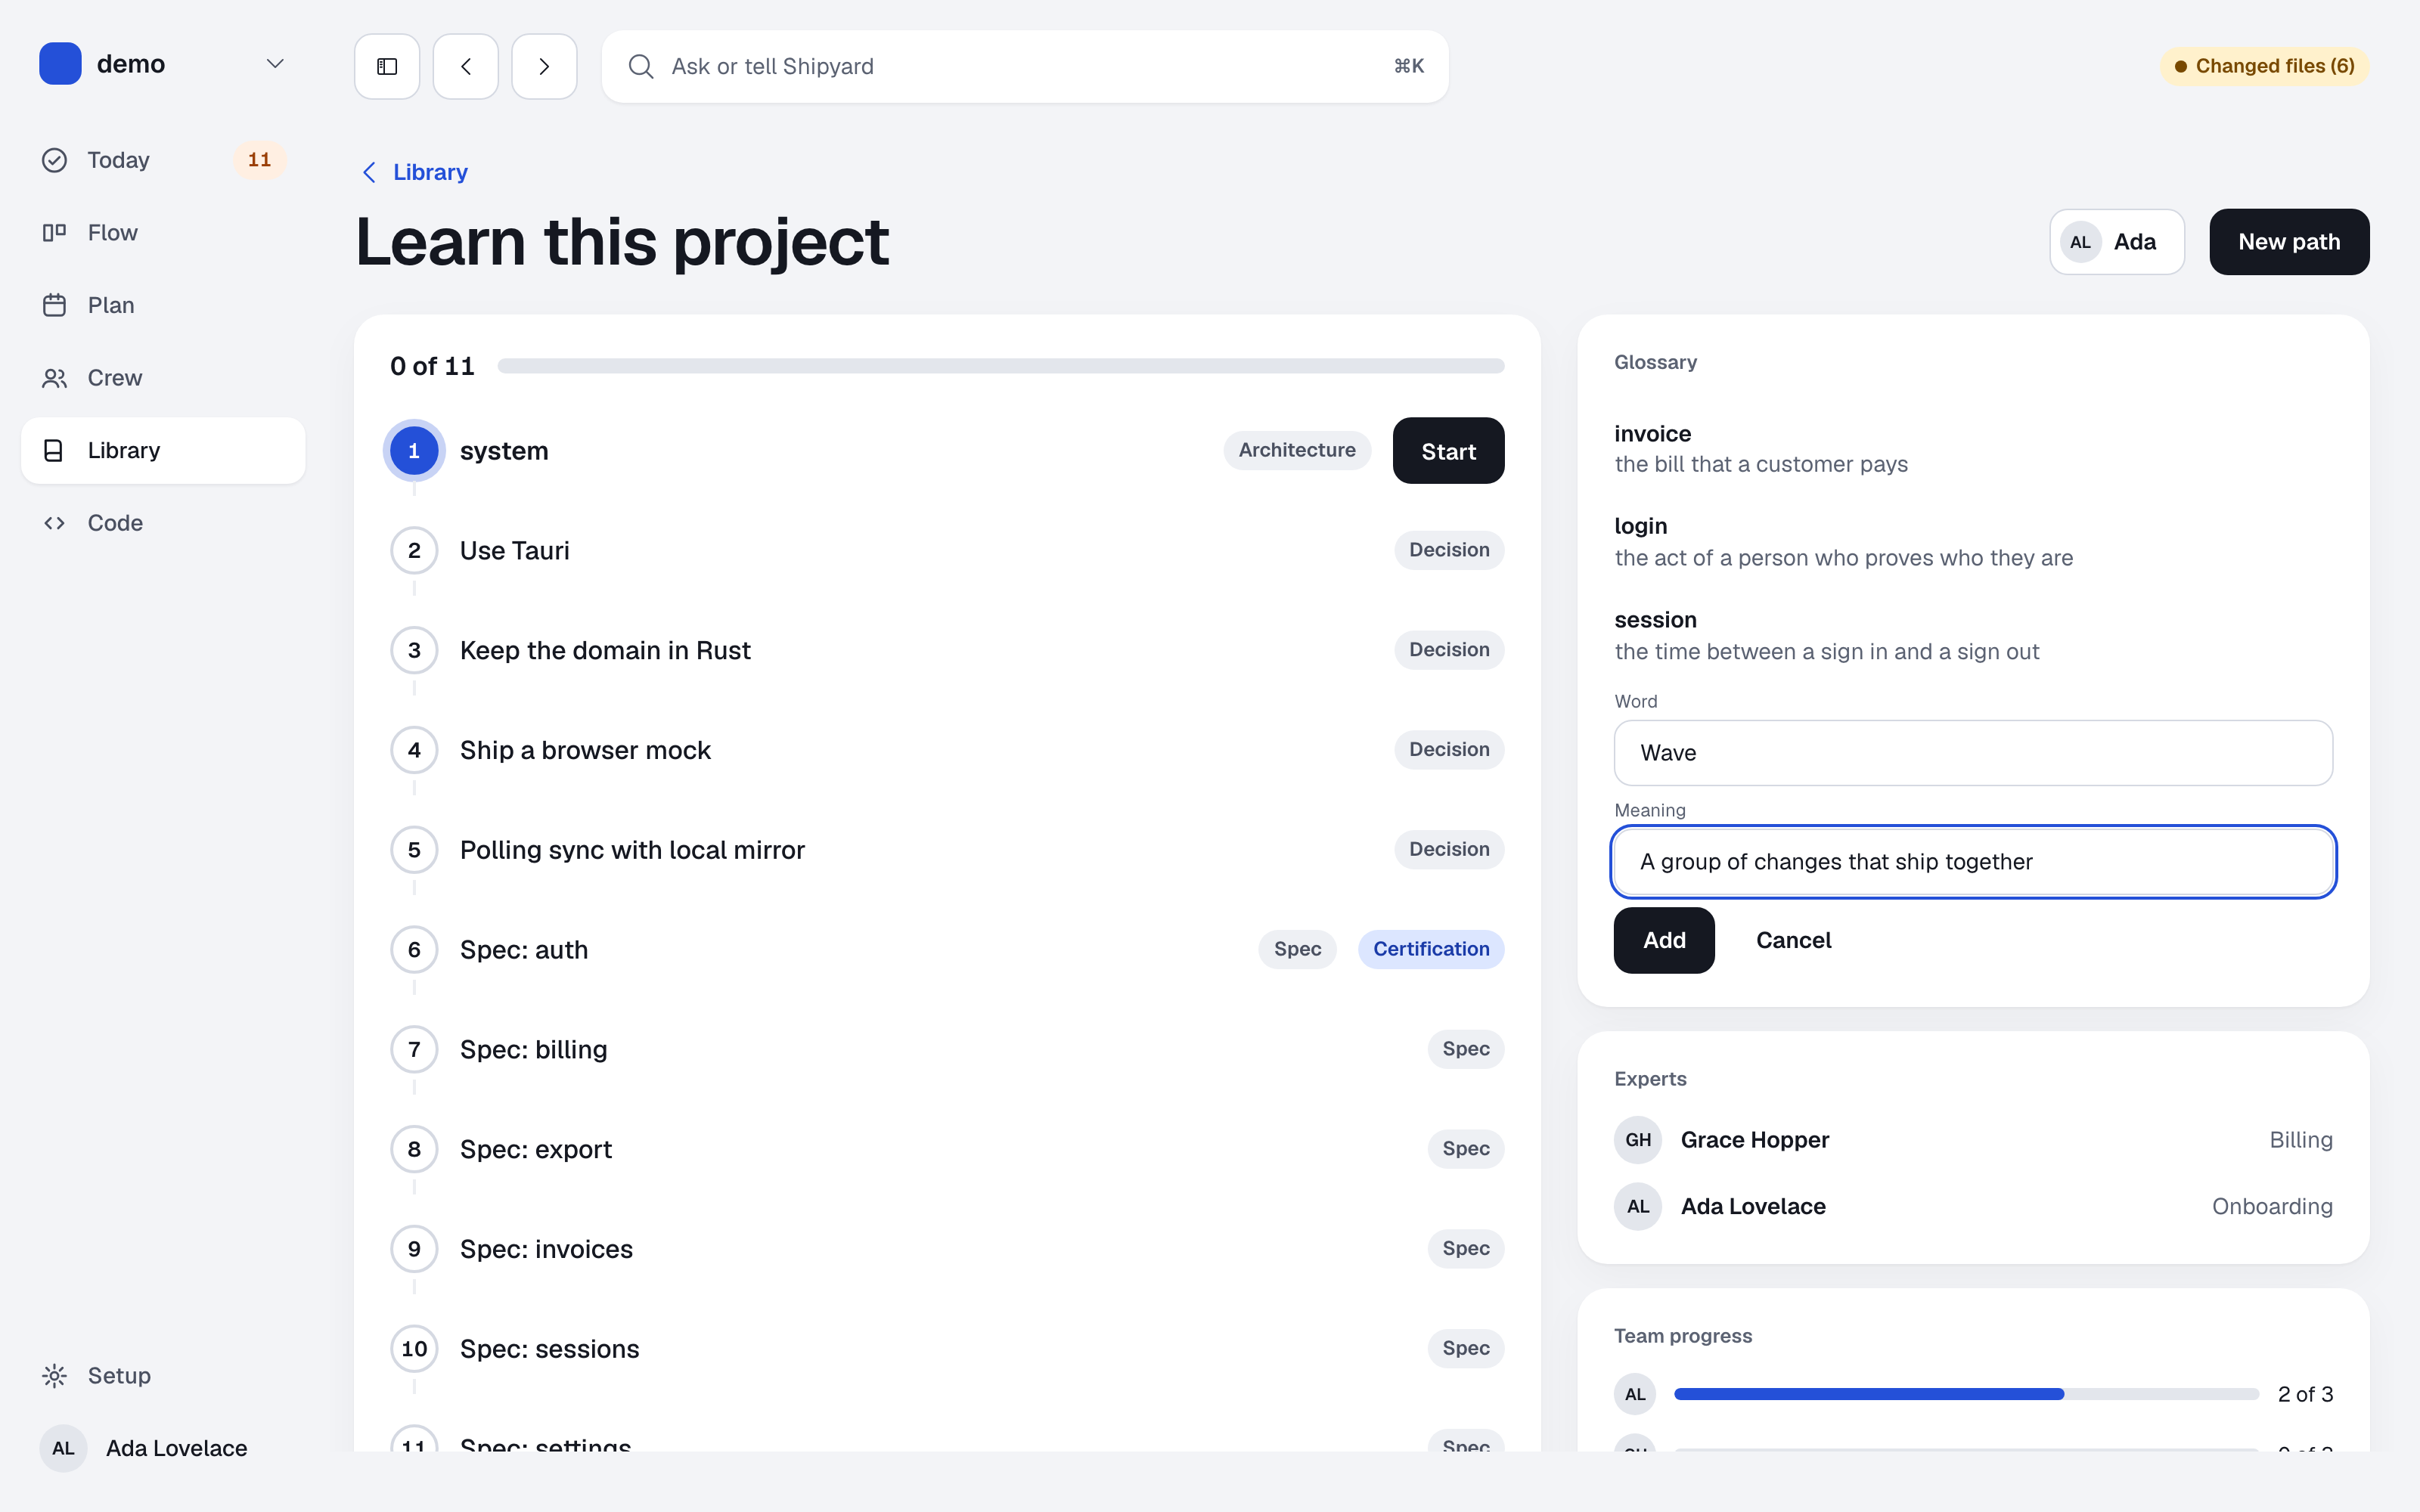 demo
Ask or tell Shipyard
⌘K
Changed files (6)
Today
11
Flow
Plan
Crew
Library
Code
Setup
AL
Ada Lovelace
Library
Learn this project
AL
Ada
New path
0 of 11
1
system
Architecture
Start
2
Use Tauri
Decision
3
Keep the domain in Rust
Decision
4
Ship a browser mock
Decision
5
Polling sync with local mirror
Decision
6
Spec: auth
Spec
Certification
7
Spec: billing
Spec
8
Spec: export
Spec
9
Spec: invoices
Spec
10
Spec: sessions
Spec
11
Spec: settings
Spec
Glossary
invoice
the bill that a customer pays
login
the act of a person who proves who they are
session
the time between a sign in and a sign out
Word
Wave
Meaning
A group of changes that ship together
Add
Cancel
Experts
GH
Grace Hopper
Billing
AL
Ada Lovelace
Onboarding
Team progress
AL
2 of 3